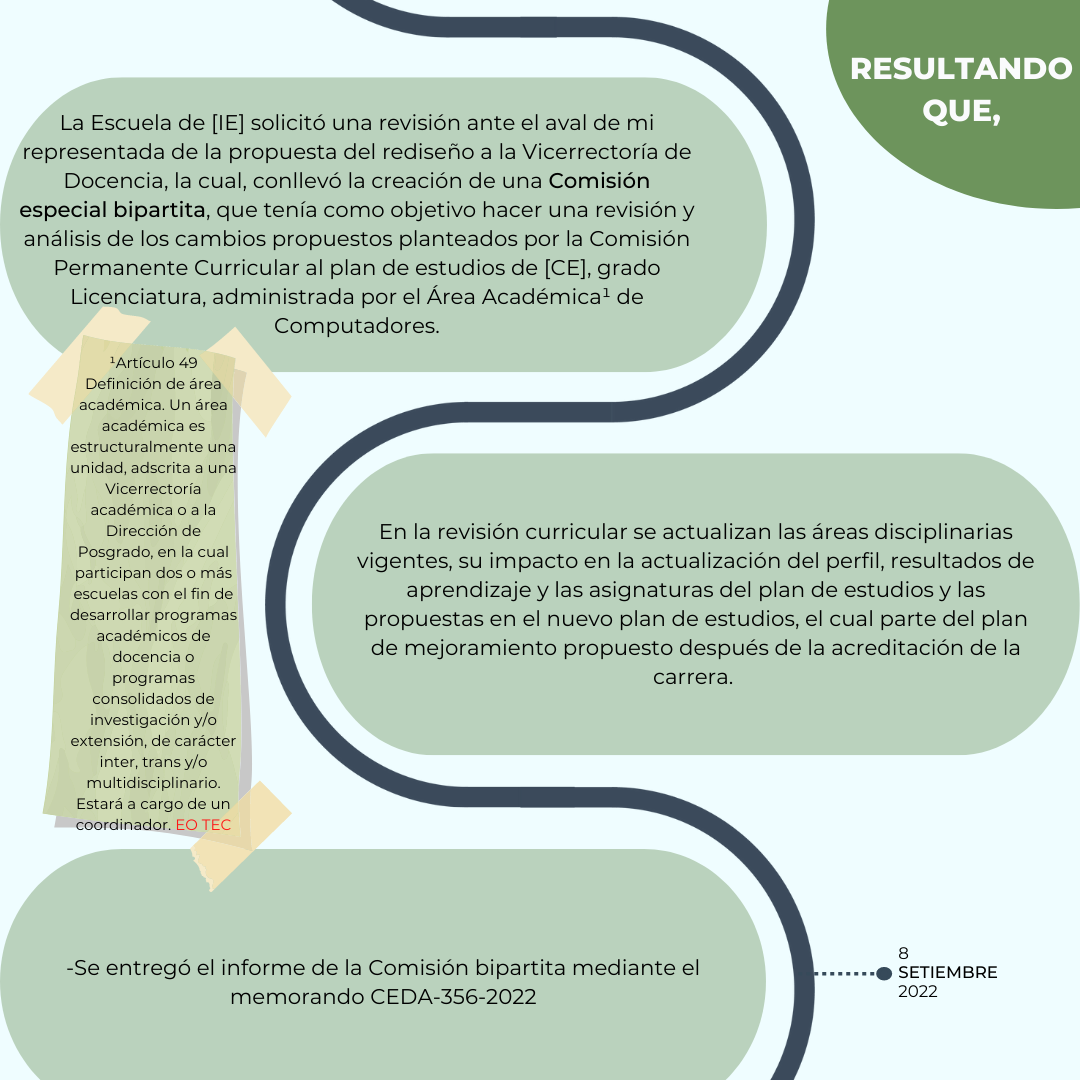 RESULTANDO
QUE,
La Escuela de [IE] solicitó una revisión ante el aval de mi
representada de la propuesta del rediseño a la Vicerrectoría de
Docencia, la cual, conllevó la creación de una Comisión
especial bipartita, que tenía como objetivo hacer una revisión y
análisis de los cambios propuestos planteados por la Comisión
Permanente Curricular al plan de estudios de [CE], grado
Licenciatura, administrada por el Área Académica¹ de
Computadores.
¹Artículo 49
Definición de área
académica. Un área
académica es
estructuralmente una
unidad, adscrita a una
Vicerrectoría
académica o a la
Dirección de
Posgrado, en la cual
participan dos o más
escuelas con el fin de
desarrollar programas
académicos de
docencia o
programas
consolidados de
investigación y/o
extensión, de carácter
inter, trans y/o
multidisciplinario.
Estará a cargo de un
coordinador. EO TEC
En la revisión curricular se actualizan las áreas disciplinarias
vigentes, su impacto en la actualización del perfil, resultados de
aprendizaje y las asignaturas del plan de estudios y las
propuestas en el nuevo plan de estudios, el cual parte del plan
de mejoramiento propuesto después de la acreditación de la
carrera.
-Se entregó el informe de la Comisión bipartita mediante el
memorando CEDA-356-2022
8
SETIEMBRE
2022